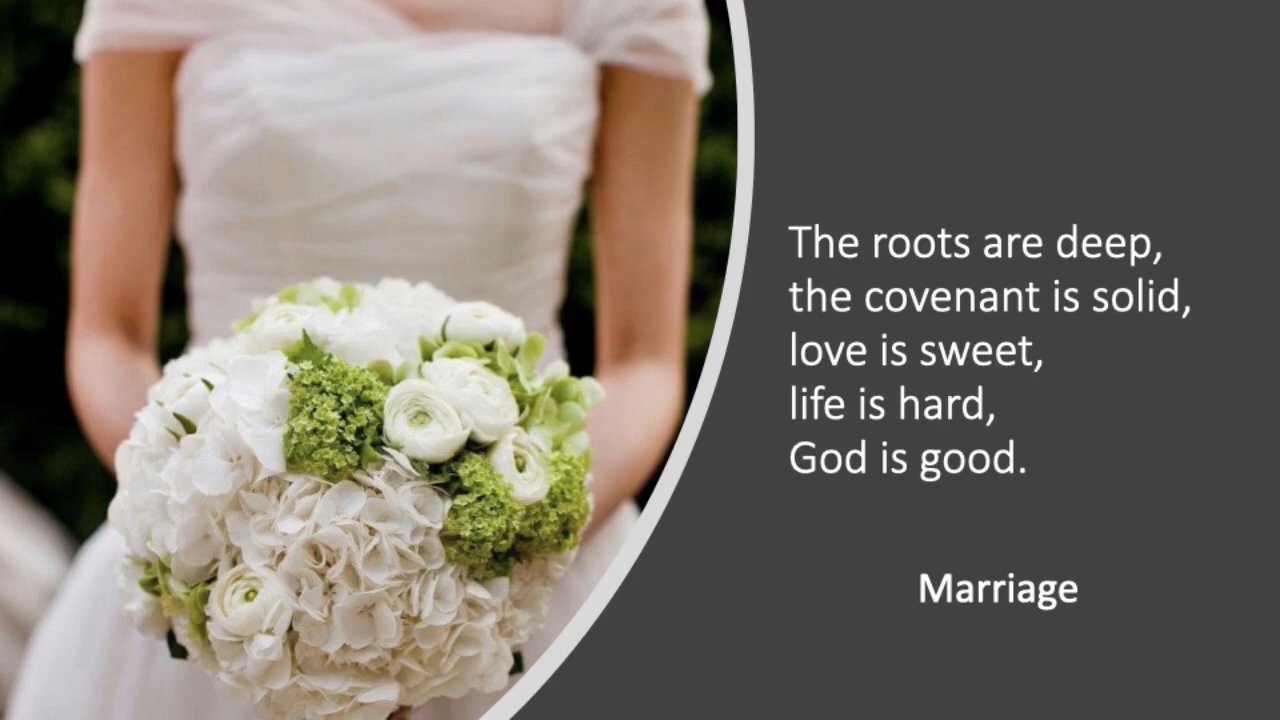 The roots are deep,
the covenant is solid,
love is sweet,
life is hard,
God is good.
Marriage